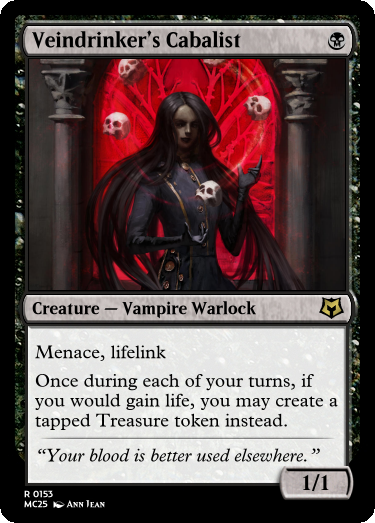 Veindrinker's Cabalist
Creature — Vampire Warlock
Menace, lifelink
Once during each of your turns, if
you would gain life, you may create a
tapped Treasure token instead.
“Your blood is better used elsewhere.”
1/1
R 0153
MC25 Ann Jean